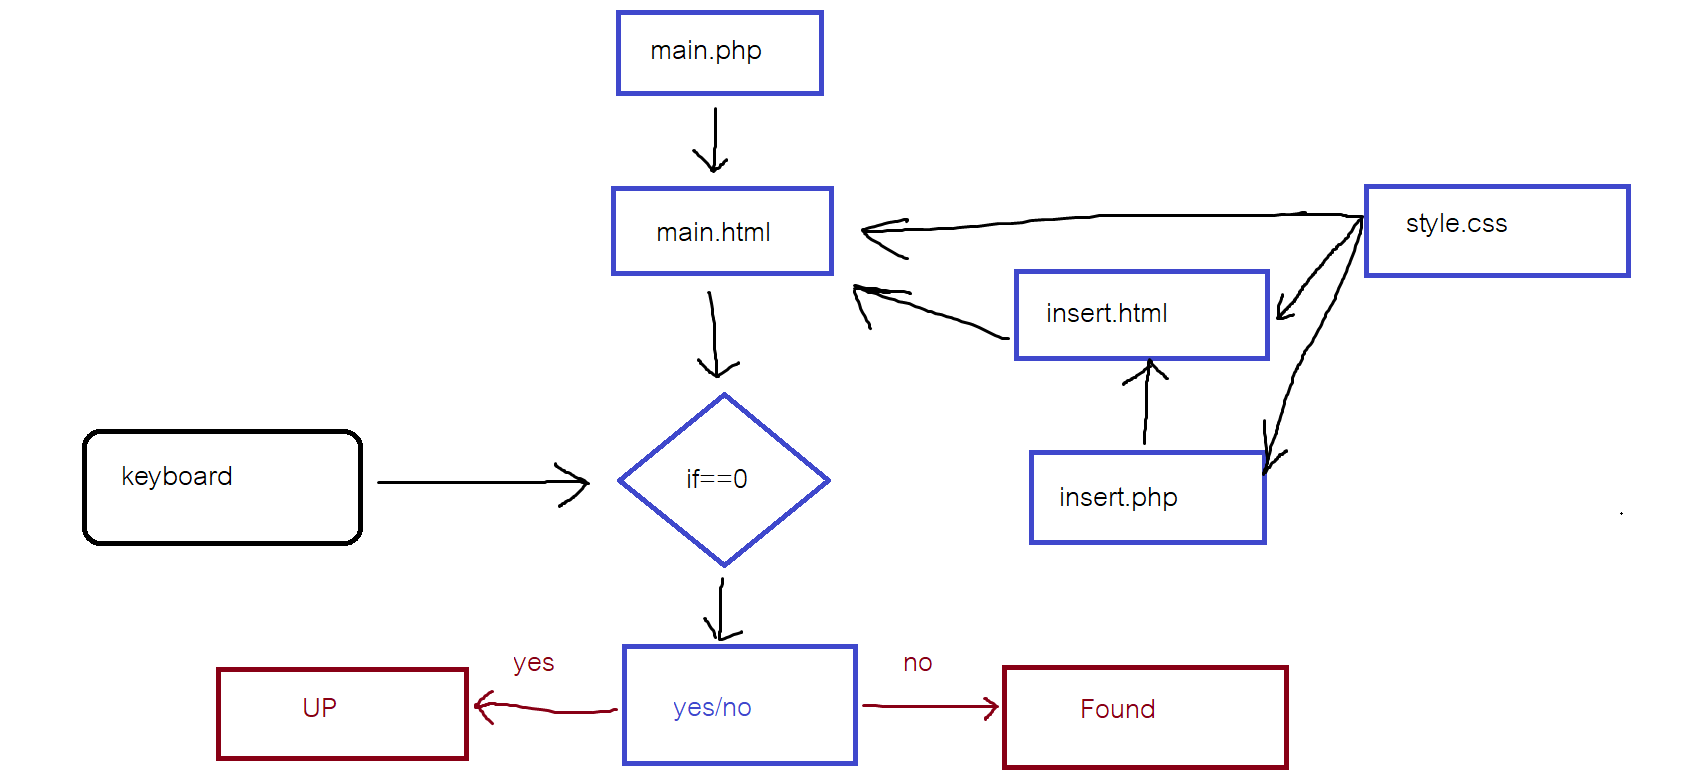 main.php
main.html
style.css
insert.html
keyboard
if==0
insert.php
yes
no
UP
yes/no
Found